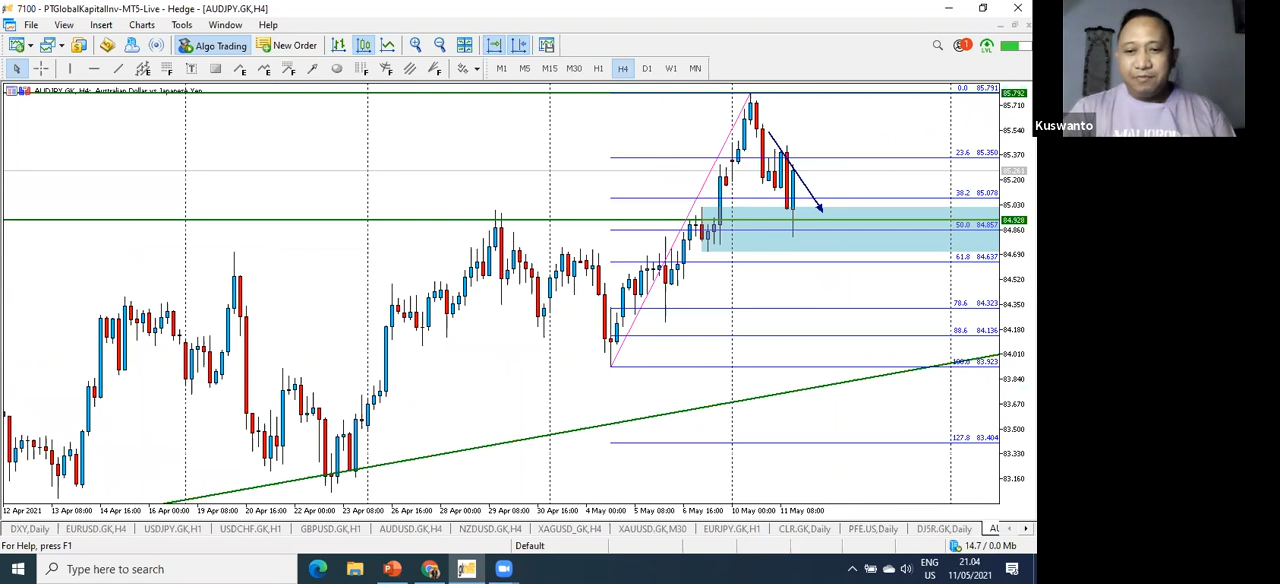 7100 - PTGlobalKapitalInv-MT5-Live - Hedge - [AUDJPY.GK,H4]
File View Insert Charts Tools Options Window Help
Algo Trading New Order 1 LVL
T M1 M5 M15 M30 H1 H4 D1 W1 MN
AUDJPY.GK, H4: Australian Dollar vs Japanese Yen
0.0 85.791
85.792
85.710
85.540
23.6 85.350
85.370
85.200
38.2 85.078
85.030
84.928
50.0 84.857
84.860
84.690
61.8 84.637
84.520
84.350
78.6 84.323
84.180
88.6 84.136
84.010
100.0 83.923
83.840
83.670
83.500
127.8 83.404
83.330
83.160
12 Apr 2021 13 Apr 08:00 14 Apr 16:00 16 Apr 00:00 19 Apr 08:00 20 Apr 16:00 22 Apr 00:00 23 Apr 08:00 26 Apr 16:00 28 Apr 00:00 29 Apr 08:00 30 Apr 16:00 4 May 00:00 5 May 08:00 6 May 16:00 10 May 00:00 11 May 08:00
DXY,Daily EURUSD.GK,H4 USDJPY.GK,H1 USDCHF.GK,H1 GBPUSD.GK,H1 AUDUSD.GK,H4 NZDUSD.GK,H4 XAGUSD.GK,H4 XAUUSD.GK,M30 EURJPY.GK,H1 CLR.GK,Daily PFE.US,Daily DJ5R.GK,Daily AU
For Help, press F1 Default 14.7 / 0.0 Mb
Type here to search
ENG
US
21.04
11/05/2021
Kuswanto